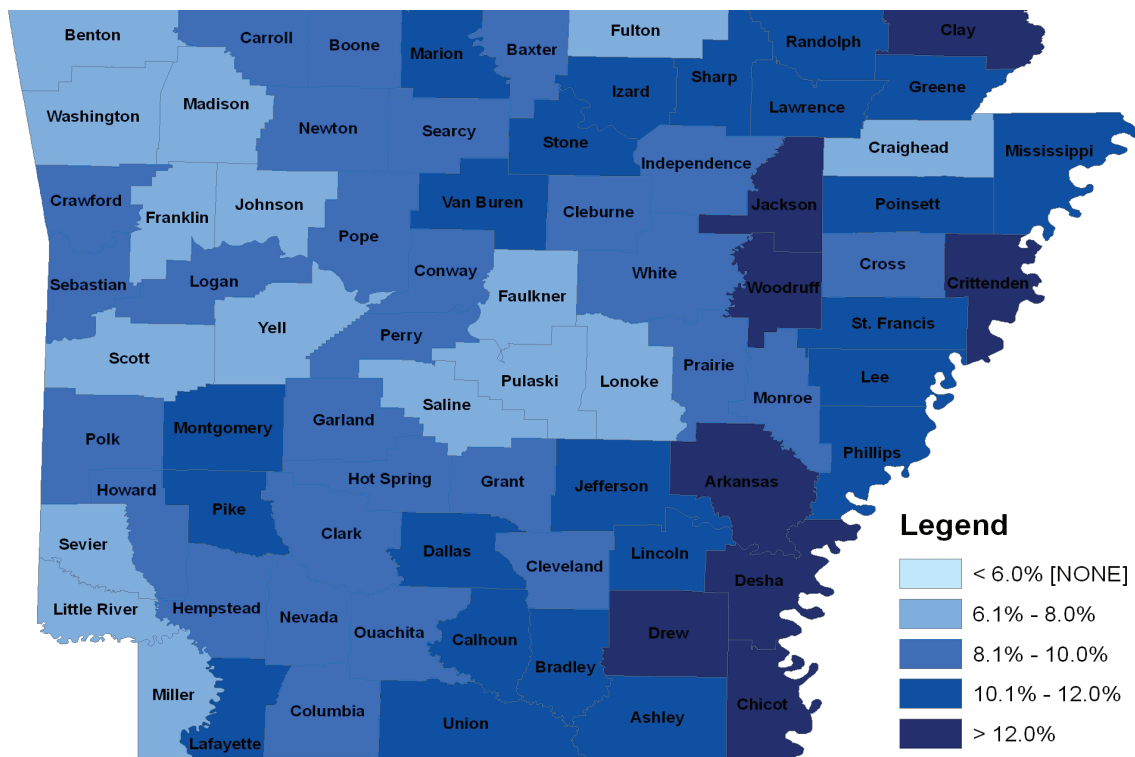 Benton
Carroll
Boone
Marion
Baxter
Fulton
Randolph
Clay
Sharp
Izard
Greene
Lawrence
Madison
Washington
Newton
Searcy
Stone
Independence
Craighead
Mississippi
Crawford
Franklin
Johnson
Pope
Van Buren
Cleburne
Jackson
Poinsett
Sebastian
Logan
Conway
Faulkner
White
Woodruff
Cross
Crittenden
Scott
Yell
Perry
St. Francis
Saline
Pulaski
Lonoke
Prairie
Monroe
Lee
Polk
Montgomery
Garland
Phillips
Howard
Pike
Hot Spring
Grant
Jefferson
Arkansas
Sevier
Clark
Dallas
Cleveland
Lincoln
Desha
Little River
Hempstead
Nevada
Ouachita
Calhoun
Bradley
Drew
Miller
Lafayette
Columbia
Union
Ashley
Chicot
Legend
< 6.0% [NONE]
6.1% - 8.0%
8.1% - 10.0%
10.1% - 12.0%
> 12.0%